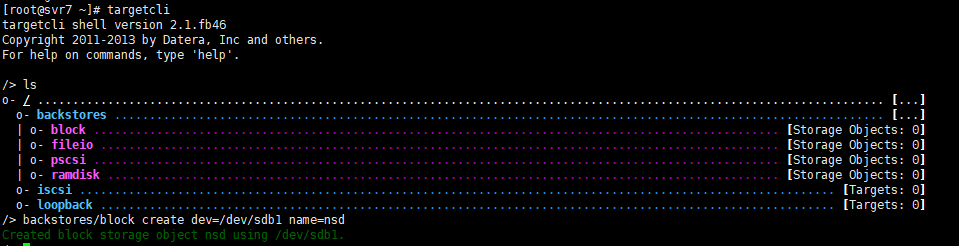 [root@svr7 ~]# targetcli
targetcli shell version 2.1.fb46
Copyright 2011-2013 by Datera, Inc and others.
For help on commands, type 'help'.
/> ls
o- / ......................................................................................................................... [...]
o- backstores .............................................................................................................. [...]
| o- block .................................................................................................. [Storage Objects: 0]
| o- fileio ................................................................................................. [Storage Objects: 0]
| o- pscsi .................................................................................................. [Storage Objects: 0]
| o- ramdisk ................................................................................................ [Storage Objects: 0]
o- iscsi ............................................................................................................ [Targets: 0]
o- loopback ......................................................................................................... [Targets: 0]
/> backstores/block create dev=/dev/sdb1 name=nsd
Created block storage object nsd using /dev/sdb1.
/>